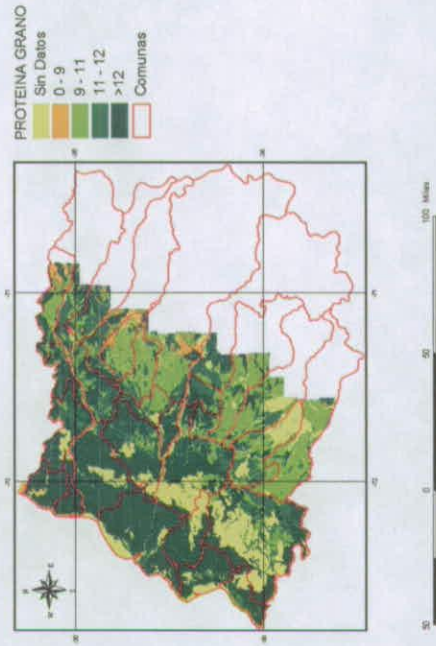 PROTEINA GRANO
Sin Datos
0 - 9
9 - 11
11 - 12
>12
Comunas
50
0
50
100 Miles